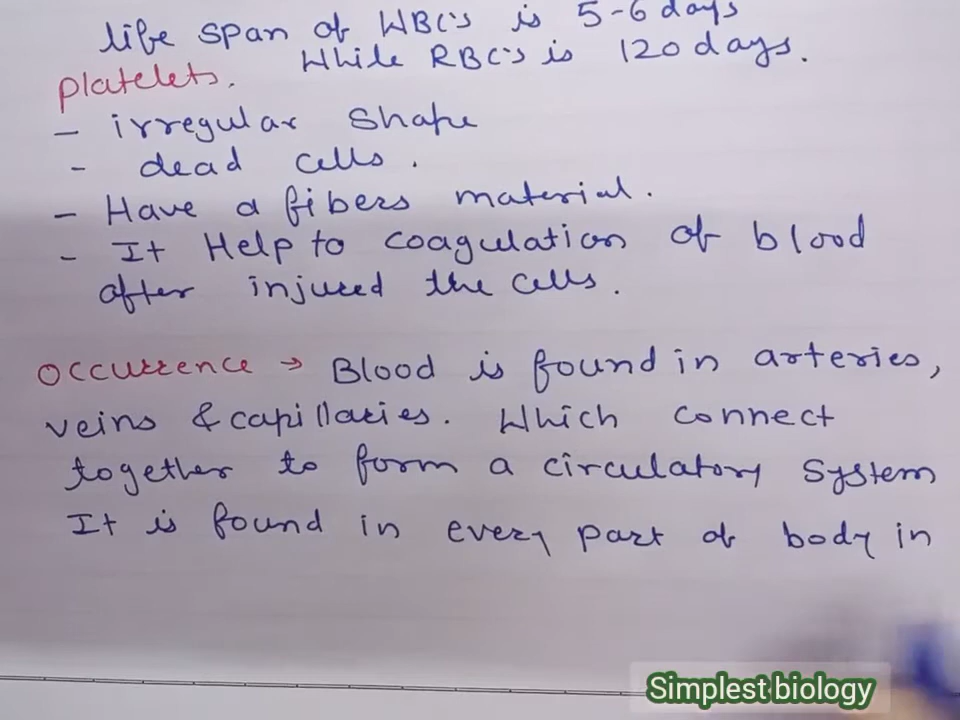 life span of WBC's is 5-6 days
While RBC's is 120 days.
Platelets.
- irregular shape
- dead cells.
- Have a fibers material.
- It Help to coagulation of blood
after injured the cells.
Occurrence → Blood is found in arteries,
veins & capillaries. Which connect
together to form a circulatory system
It is found in every part of body in
Simplest biology